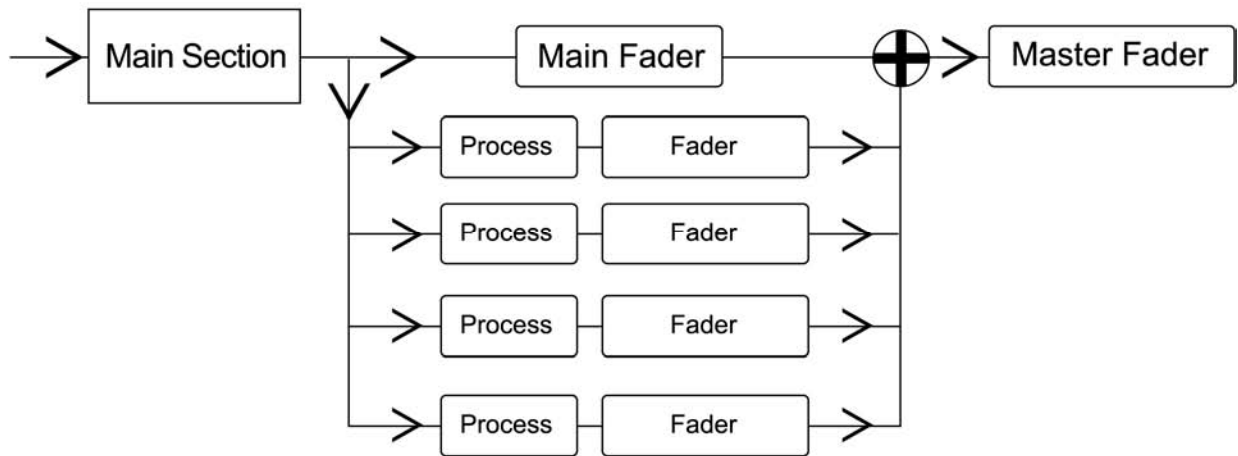 Main Section
Main Fader
Master Fader
Process
Fader
Process
Fader
Process
Fader
Process
Fader